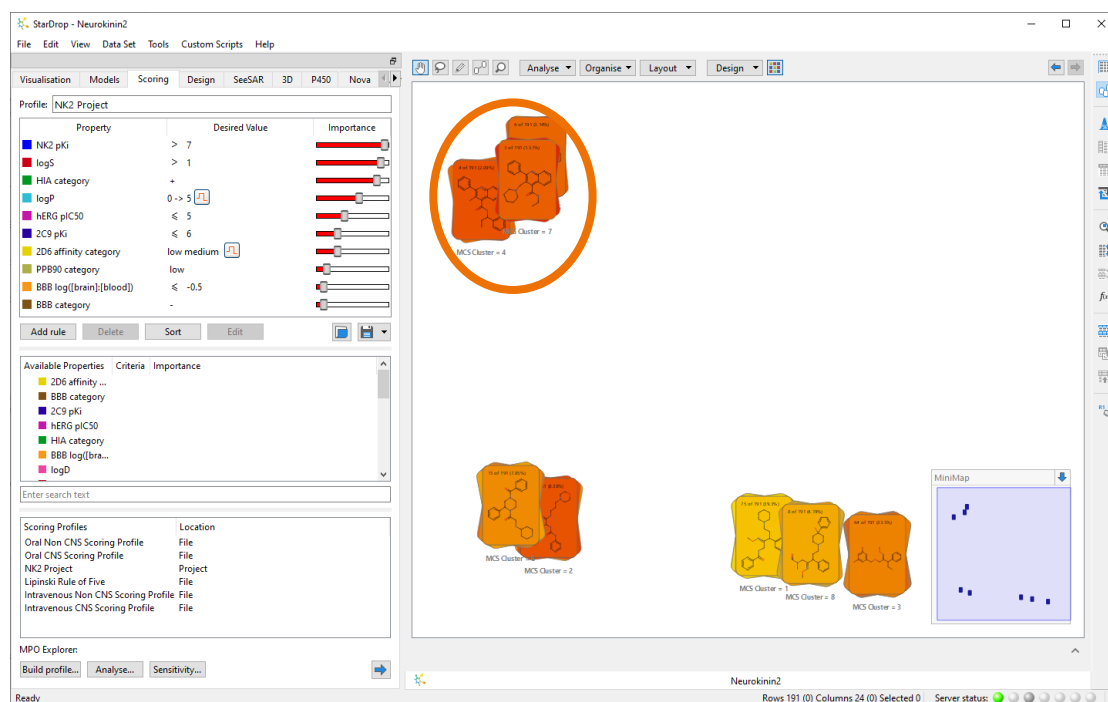 StarDrop - Neurokinin2
File Edit View Data Set Tools Custom Scripts Help
Visualisation Models Scoring Design SeeSAR 3D P450 Nova
Analyse Organise Layout Design
Profile: NK2 Project
Property Desired Value Importance
NK2 pKi > 7
logS > 1
HIA category +
logP 0 -> 5
hERG pIC50 ⩽ 5
2C9 pKi ⩽ 6
2D6 affinity category low medium
PPB90 category low
BBB log([brain]:[blood]) ⩽ -0.5
BBB category -
Add rule Delete Sort Edit
Available Properties Criteria Importance
2D6 affinity ...
BBB category
2C9 pKi
hERG pIC50
HIA category
BBB log([bra...
logD
Enter search text
Scoring Profiles Location
Oral Non CNS Scoring Profile File
Oral CNS Scoring Profile File
NK2 Project Project
Lipinski Rule of Five File
Intravenous Non CNS Scoring Profile File
Intravenous CNS Scoring Profile File
MPO Explorer:
Build profile... Analyse... Sensitivity...
Ready
MCS Cluster = 7
MCS Cluster = 4
MCS Cluster =
MCS Cluster = 2
MCS Cluster = 1
MCS Cluster = 8
MCS Cluster = 3
MiniMap
Neurokinin2
Rows 191 (0) Columns 24 (0) Selected 0 Server status: